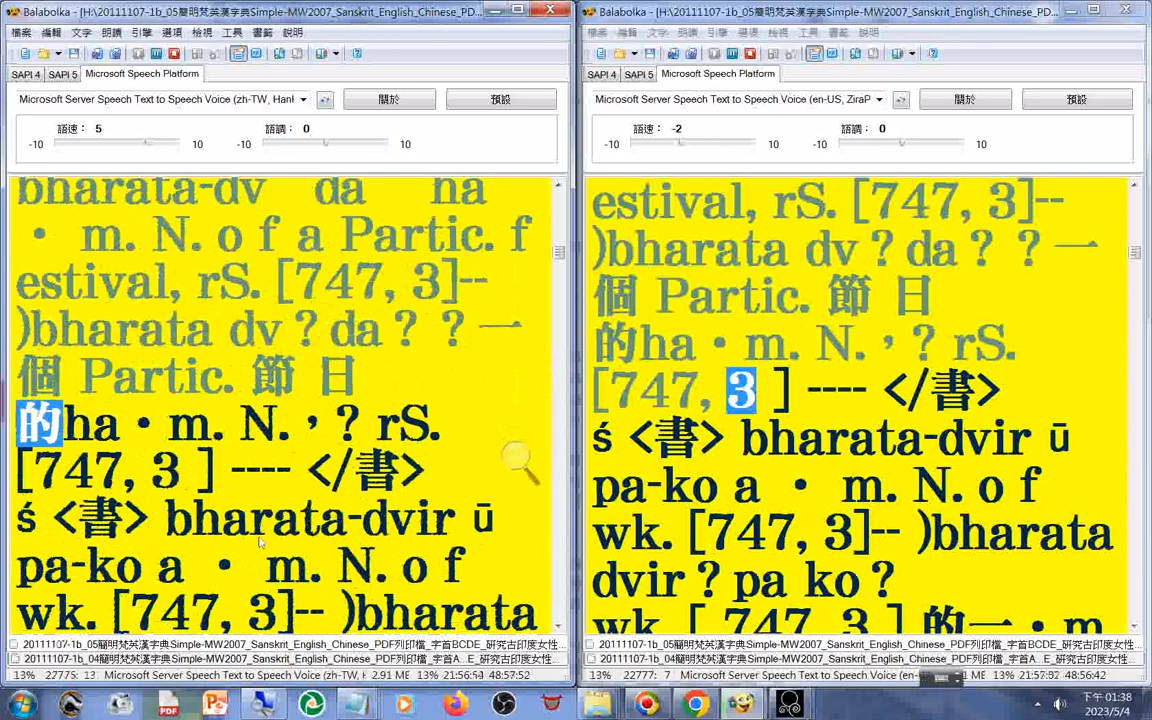 Balabolka - [H:\20111107-1b_05簡明梵英漢字典Simple-MW2007_Sanskrit_English_Chinese_PD...
檔案 編輯 文字 朗讀 引擎 選項 檢視 工具 書籤 說明
SAPI 4 SAPI 5 Microsoft Speech Platform
Microsoft Server Speech Text to Speech Voice (zh-TW, Hanl
關於 預設
語速： 5 語調： 0
-10 10 -10 10
bharata-dv da na
• m. N. o f a Partic. f
estival, rS. [747, 3]--
)bharata dv ? da ? ? 一
個 Partic. 節 日
的ha • m. N. , ? rS.
[747, 3 ] ---- </書>
ś <書> bharata-dvir ū
pa-ko a • m. N. o f
wk. [747, 3]-- )bharata
20111107-1b_05簡明梵英漢字典Simple-MW2007_Sanskrit_English_Chinese_PDF列印檔_字首BCDE_研究古印度女性...
20111107-1b_04簡明梵英漢字典Simple-MW2007_Sanskrit_English_Chinese_PDF列印檔_字首A...E_研究古印度女性...
13% 27775: 13 Microsoft Server Speech Text to Speech Voice (zh-TW, H 2.91 ME 13% 21:56:54 48:57:52
Balabolka - [H:\20111107-1b_05簡明梵英漢字典Simple-MW2007_Sanskrit_English_Chinese_PD...
檔案 編輯 文字 朗讀 引擎 選項 檢視 工具 書籤 說明
SAPI 4 SAPI 5 Microsoft Speech Platform
Microsoft Server Speech Text to Speech Voice (en-US, ZiraP
關於 預設
語速： -2 語調： 0
-10 10 -10 10
estival, rS. [747, 3]--
)bharata dv ? da ? ? 一
個 Partic. 節 日
的ha • m. N. , ? rS.
[747, 3 ] ---- </書>
ś <書> bharata-dvir ū
pa-ko a • m. N. o f
wk. [747, 3]-- )bharata
dvir ? pa ko ?
wk. [ 747, 3 ] 的一 • m
20111107-1b_05簡明梵英漢字典Simple-MW2007_Sanskrit_English_Chinese_PDF列印檔_字首BCDE_研究古印度女性...
20111107-1b_04簡明梵英漢字典Simple-MW2007_Sanskrit_English_Chinese_PDF列印檔_字首A...E_研究古印度女性...
13% 27777: 7 Microsoft Server Speech Text to Speech Voice (en-US, 13% 48:56:42
下午 01:38
2023/5/4